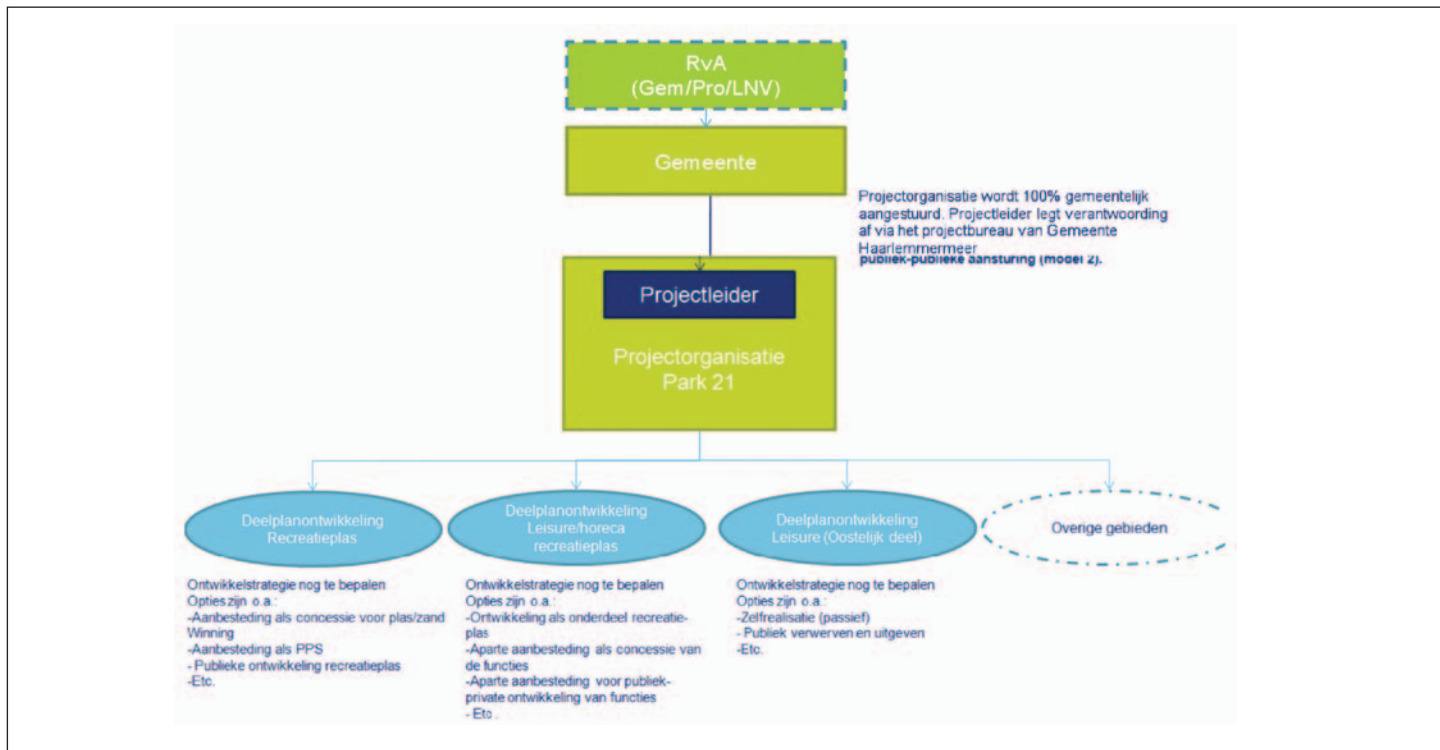 RvA
(Gem/Pro/LNV)
Gemeente
Projectorganisatie wordt 100% gemeentelijk
aangestuurd. Projectleider legt verantwoording
af via het projectbureau van Gemeente
Haarlemmermeer
publiek-publieke aansturing (model 2).
Projectleider
Projectorganisatie
Park 21
Deelplanontwikkeling
Recreatieplas
Ontwikkelstrategie nog te bepalen
Opties zijn o.a.:
-Aanbesteding als concessie voor plas/zand
Winning
-Aanbesteding als PPS
- Publieke ontwikkeling recreatieplas
-Etc.
Deelplanontwikkeling
Leisure/horeca
recreatieplas
Ontwikkelstrategie nog te bepalen
Opties zijn o.a.:
-Ontwikkeling als onderdeel recreatie-
plas
-Aparte aanbesteding als concessie van
de functies
-Aparte aanbesteding voor publiek-
private ontwikkeling van functies
- Etc.
Deelplanontwikkeling
Leisure (Oostelijk deel)
Ontwikkelstrategie nog te bepalen
Opties zijn o.a.:
-Zelfrealisatie (passief)
- Publiek verwerven en uitgeven
-Etc.
Overige gebieden